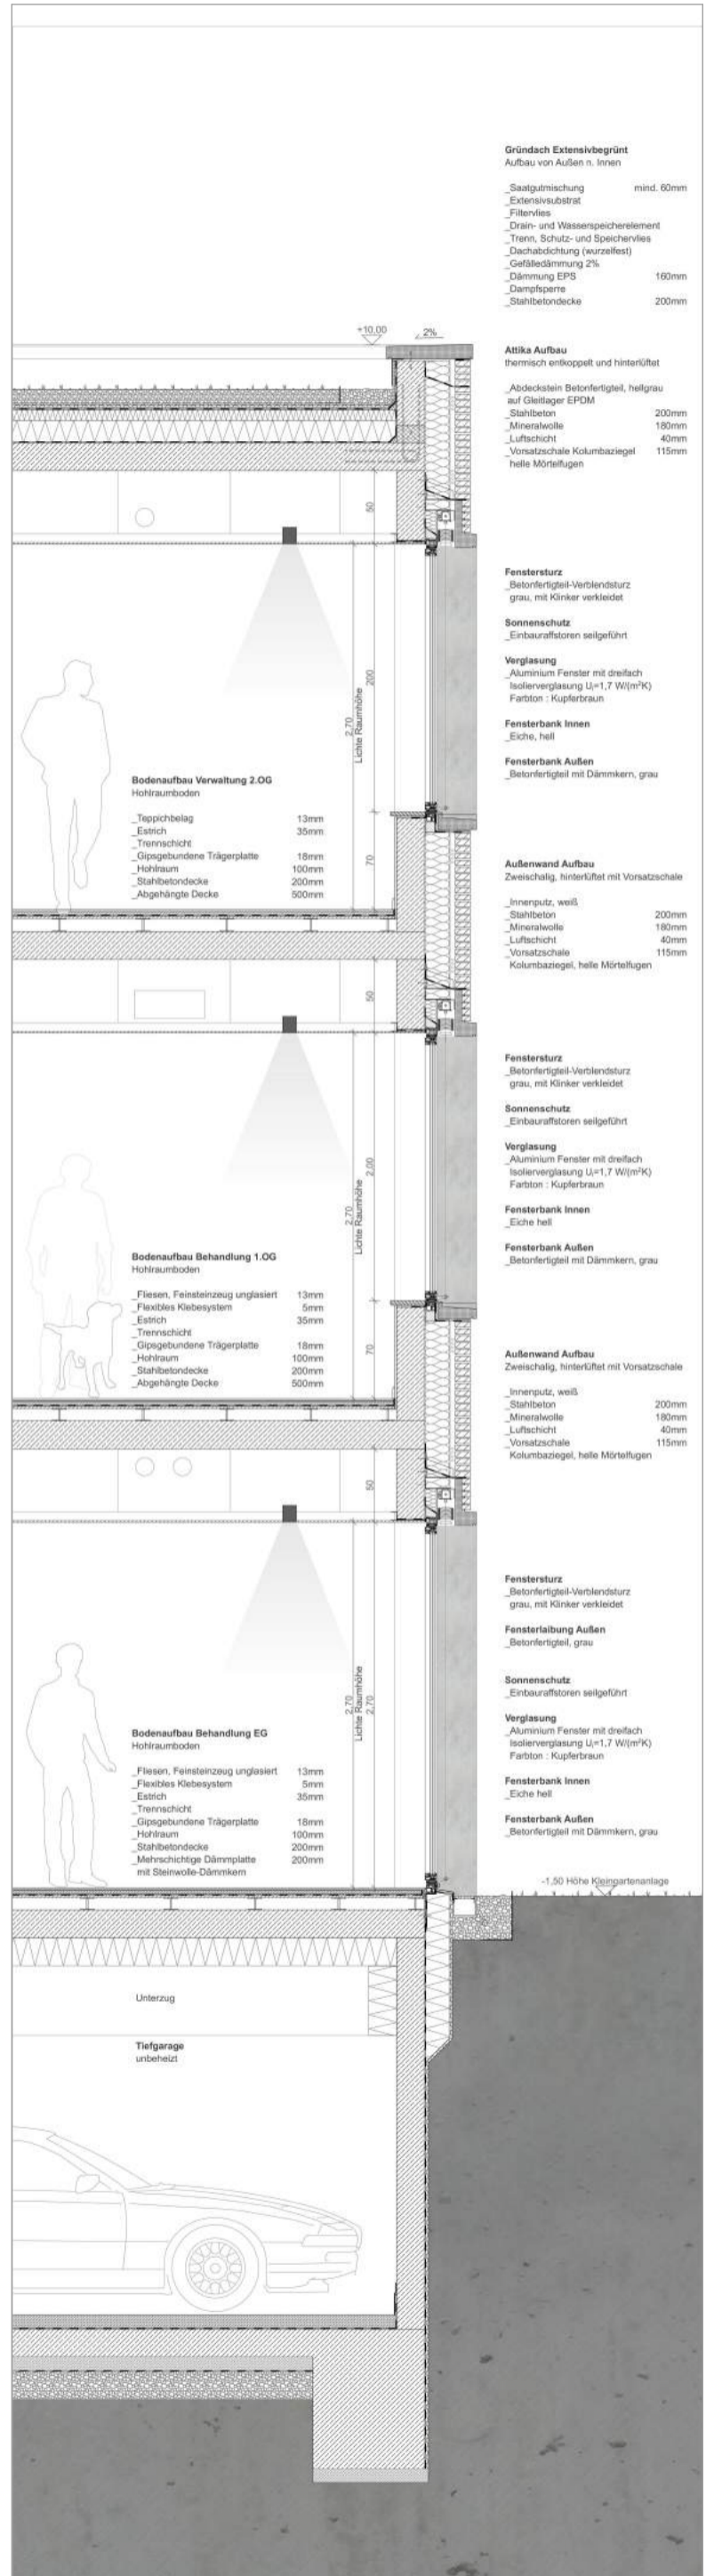 Gründach Extensivbegrünt
Aufbau von Außen n. Innen
_Saatgutmischung mind. 60mm
_Extensivsubstrat
_Filtervlies
_Drain- und Wasserspeicherelement
_Trenn, Schutz- und Speichervlies
_Dachabdichtung (wurzelfest)
_Gefälledämmung 2%
_Dämmung EPS 160mm
_Dampfsperre
_Stahlbetondecke 200mm
+10,00
2%
Attika Aufbau
thermisch entkoppelt und hinterlüftet
_Abdeckstein Betonfertigteil, hellgrau
auf Gleitlager EPDM
_Stahlbeton 200mm
_Mineralwolle 180mm
_Luftschicht 40mm
_Vorsatzschale Kolumbaziegel 115mm
helle Mörtelfugen
50
Fenstersturz
_Betonfertigteil-Verblendsturz
grau, mit Klinker verkleidet
Sonnenschutz
_Einbauraffstoren seilgeführt
Verglasung
_Aluminium Fenster mit dreifach
Isolierverglasung Uᵢ=1,7 W/(m²K)
Farbton : Kupferbraun
Fensterbank Innen
_Eiche, hell
Fensterbank Außen
_Betonfertigteil mit Dämmkern, grau
200
2,70
Lichte Raumhöhe
70
Bodenaufbau Verwaltung 2.OG
Hohlraumboden
_Teppichbelag 13mm
_Estrich 35mm
_Trennschicht
_Gipsgebundene Trägerplatte 18mm
_Hohlraum 100mm
_Stahlbetondecke 200mm
_Abgehängte Decke 500mm
Außenwand Aufbau
Zweischalig, hinterlüftet mit Vorsatzschale
_Innenputz, weiß
_Stahlbeton 200mm
_Mineralwolle 180mm
_Luftschicht 40mm
_Vorsatzschale 115mm
Kolumbaziegel, helle Mörtelfugen
50
Fenstersturz
_Betonfertigteil-Verblendsturz
grau, mit Klinker verkleidet
Sonnenschutz
_Einbauraffstoren seilgeführt
Verglasung
_Aluminium Fenster mit dreifach
Isolierverglasung Uᵢ=1,7 W/(m²K)
Farbton : Kupferbraun
Fensterbank Innen
_Eiche hell
Fensterbank Außen
_Betonfertigteil mit Dämmkern, grau
2,00
2,70
Lichte Raumhöhe
70
Bodenaufbau Behandlung 1.OG
Hohlraumboden
_Fliesen, Feinsteinzeug unglasiert 13mm
_Flexibles Klebesystem 5mm
_Estrich 35mm
_Trennschicht
_Gipsgebundene Trägerplatte 18mm
_Hohlraum 100mm
_Stahlbetondecke 200mm
_Abgehängte Decke 500mm
Außenwand Aufbau
Zweischalig, hinterlüftet mit Vorsatzschale
_Innenputz, weiß
_Stahlbeton 200mm
_Mineralwolle 180mm
_Luftschicht 40mm
_Vorsatzschale 115mm
Kolumbaziegel, helle Mörtelfugen
50
Fenstersturz
_Betonfertigteil-Verblendsturz
grau, mit Klinker verkleidet
Fensterlaibung Außen
_Betonfertigteil, grau
Sonnenschutz
_Einbauraffstoren seilgeführt
Verglasung
_Aluminium Fenster mit dreifach
Isolierverglasung Uᵢ=1,7 W/(m²K)
Farbton : Kupferbraun
Fensterbank Innen
_Eiche hell
Fensterbank Außen
_Betonfertigteil mit Dämmkern, grau
2,70
Lichte Raumhöhe
2,70
Bodenaufbau Behandlung EG
Hohlraumboden
_Fliesen, Feinsteinzeug unglasiert 13mm
_Flexibles Klebesystem 5mm
_Estrich 35mm
_Trennschicht
_Gipsgebundene Trägerplatte 18mm
_Hohlraum 100mm
_Stahlbetondecke 200mm
_Mehrschichtige Dämmplatte 200mm
mit Steinwolle-Dämmkern
-1,50 Höhe Kleingartenanlage
Unterzug
Tiefgarage
unbeheizt